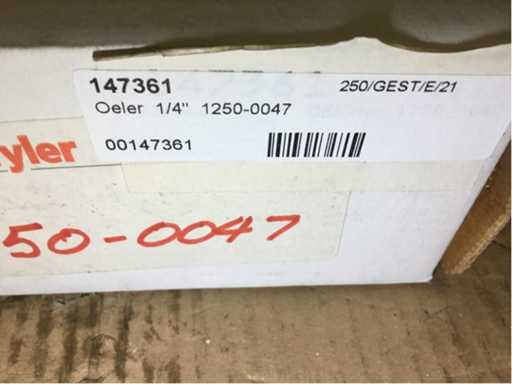 147361 250/GEST/E/21
Oeler 1/4" 1250-0047
00147361
yler
50-0047